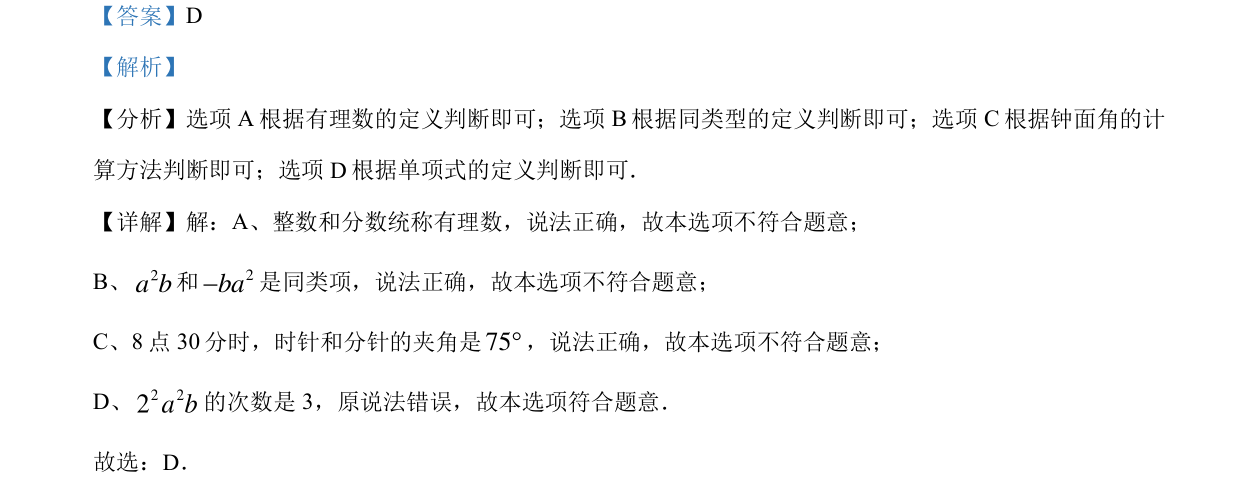 【答案】D
【解析】
【分析】选项 A 根据有理数的定义判断即可；选项 B 根据同类型的定义判断即可；选项 C 根据钟面角的计
算方法判断即可；选项 D 根据单项式的定义判断即可．
【详解】解：A、整数和分数统称有理数，说法正确，故本选项不符合题意；
B、a²b 和 −ba² 是同类项，说法正确，故本选项不符合题意；
C、8 点 30 分时，时针和分针的夹角是 75°，说法正确，故本选项不符合题意；
D、2²a²b 的次数是 3，原说法错误，故本选项符合题意．
故选：D．